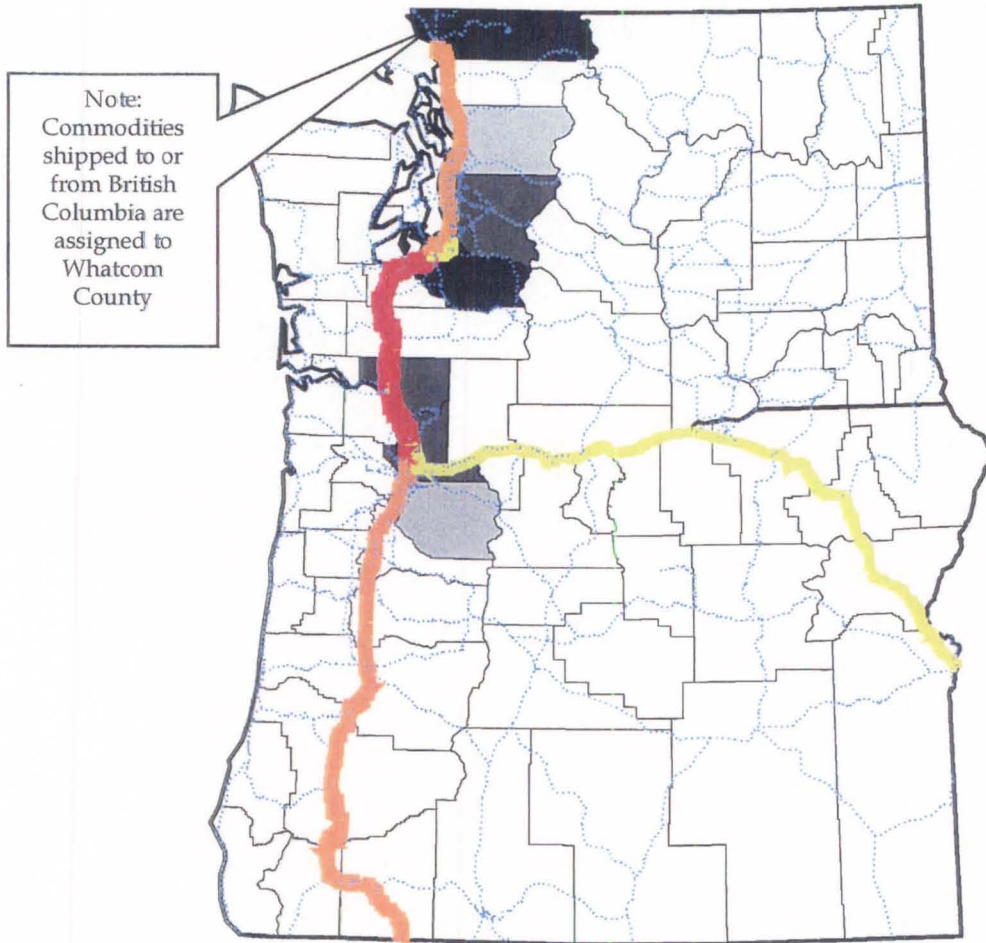 Note:
Commodities
shipped to or
from British
Columbia are
assigned to
Whatcom
County